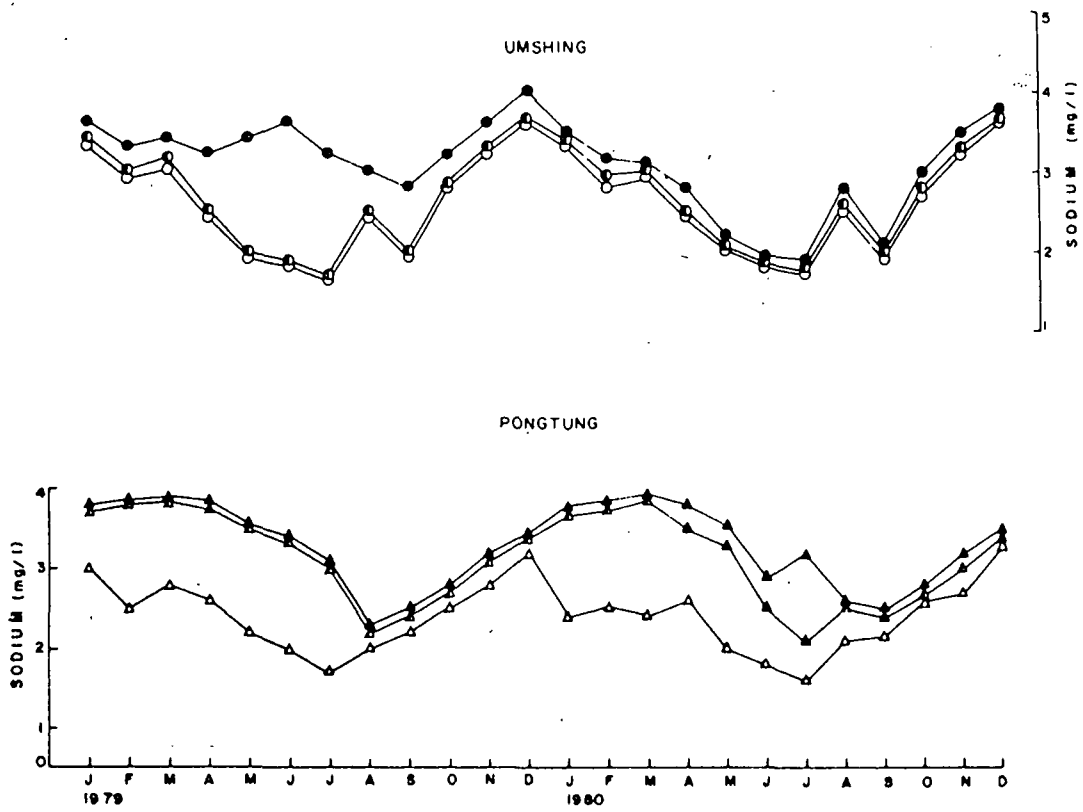 UMSHING
5
4
3
2
1
SODIUM (mg/l)
PONGTUNG
4
3
2
1
0
SODIUM (mg/l)
J F M A M J J A S O N D J F M A M J J A S O N D
1979 1980